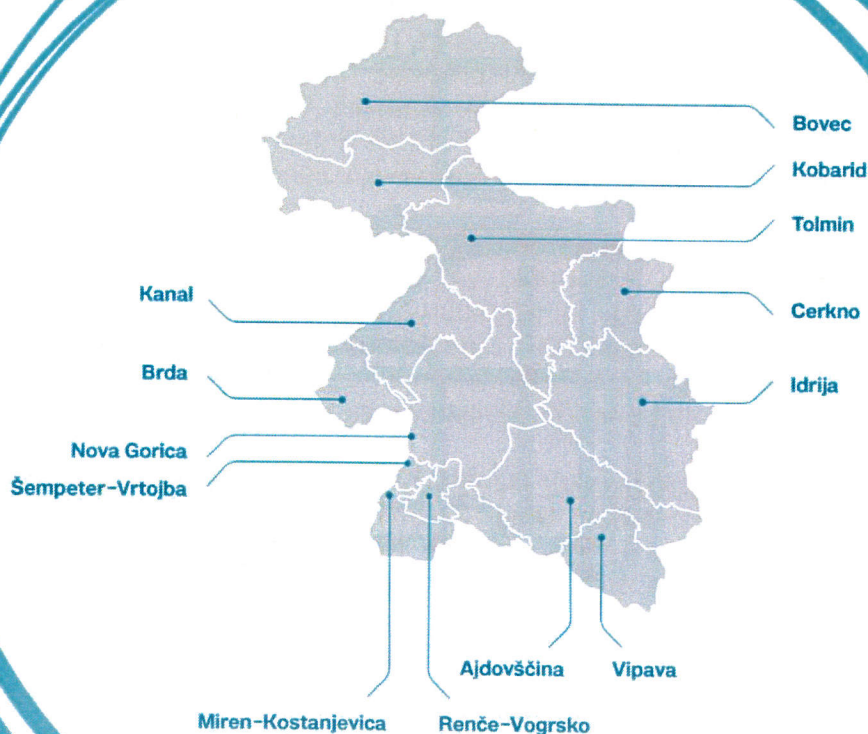 Bovec
Kobarid
Tolmin
Kanal
Cerkno
Brda
Idrija
Nova Gorica
Šempeter-Vrtojba
Ajdovščina
Vipava
Miren-Kostanjevica
Renče-Vogrsko